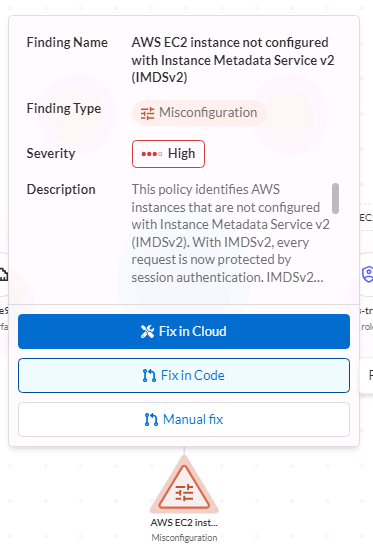 Finding Name
AWS EC2 instance not configured
with Instance Metadata Service v2
(IMDSv2)
Finding Type
Misconfiguration
Severity
High
Description
This policy identifies AWS
instances that are not configured
with Instance Metadata Service v2
(IMDSv2). With IMDSv2, every
request is now protected by
session authentication. IMDSv2...
Fix in Cloud
Fix in Code
Manual fix
AWS EC2 inst...
Misconfiguration